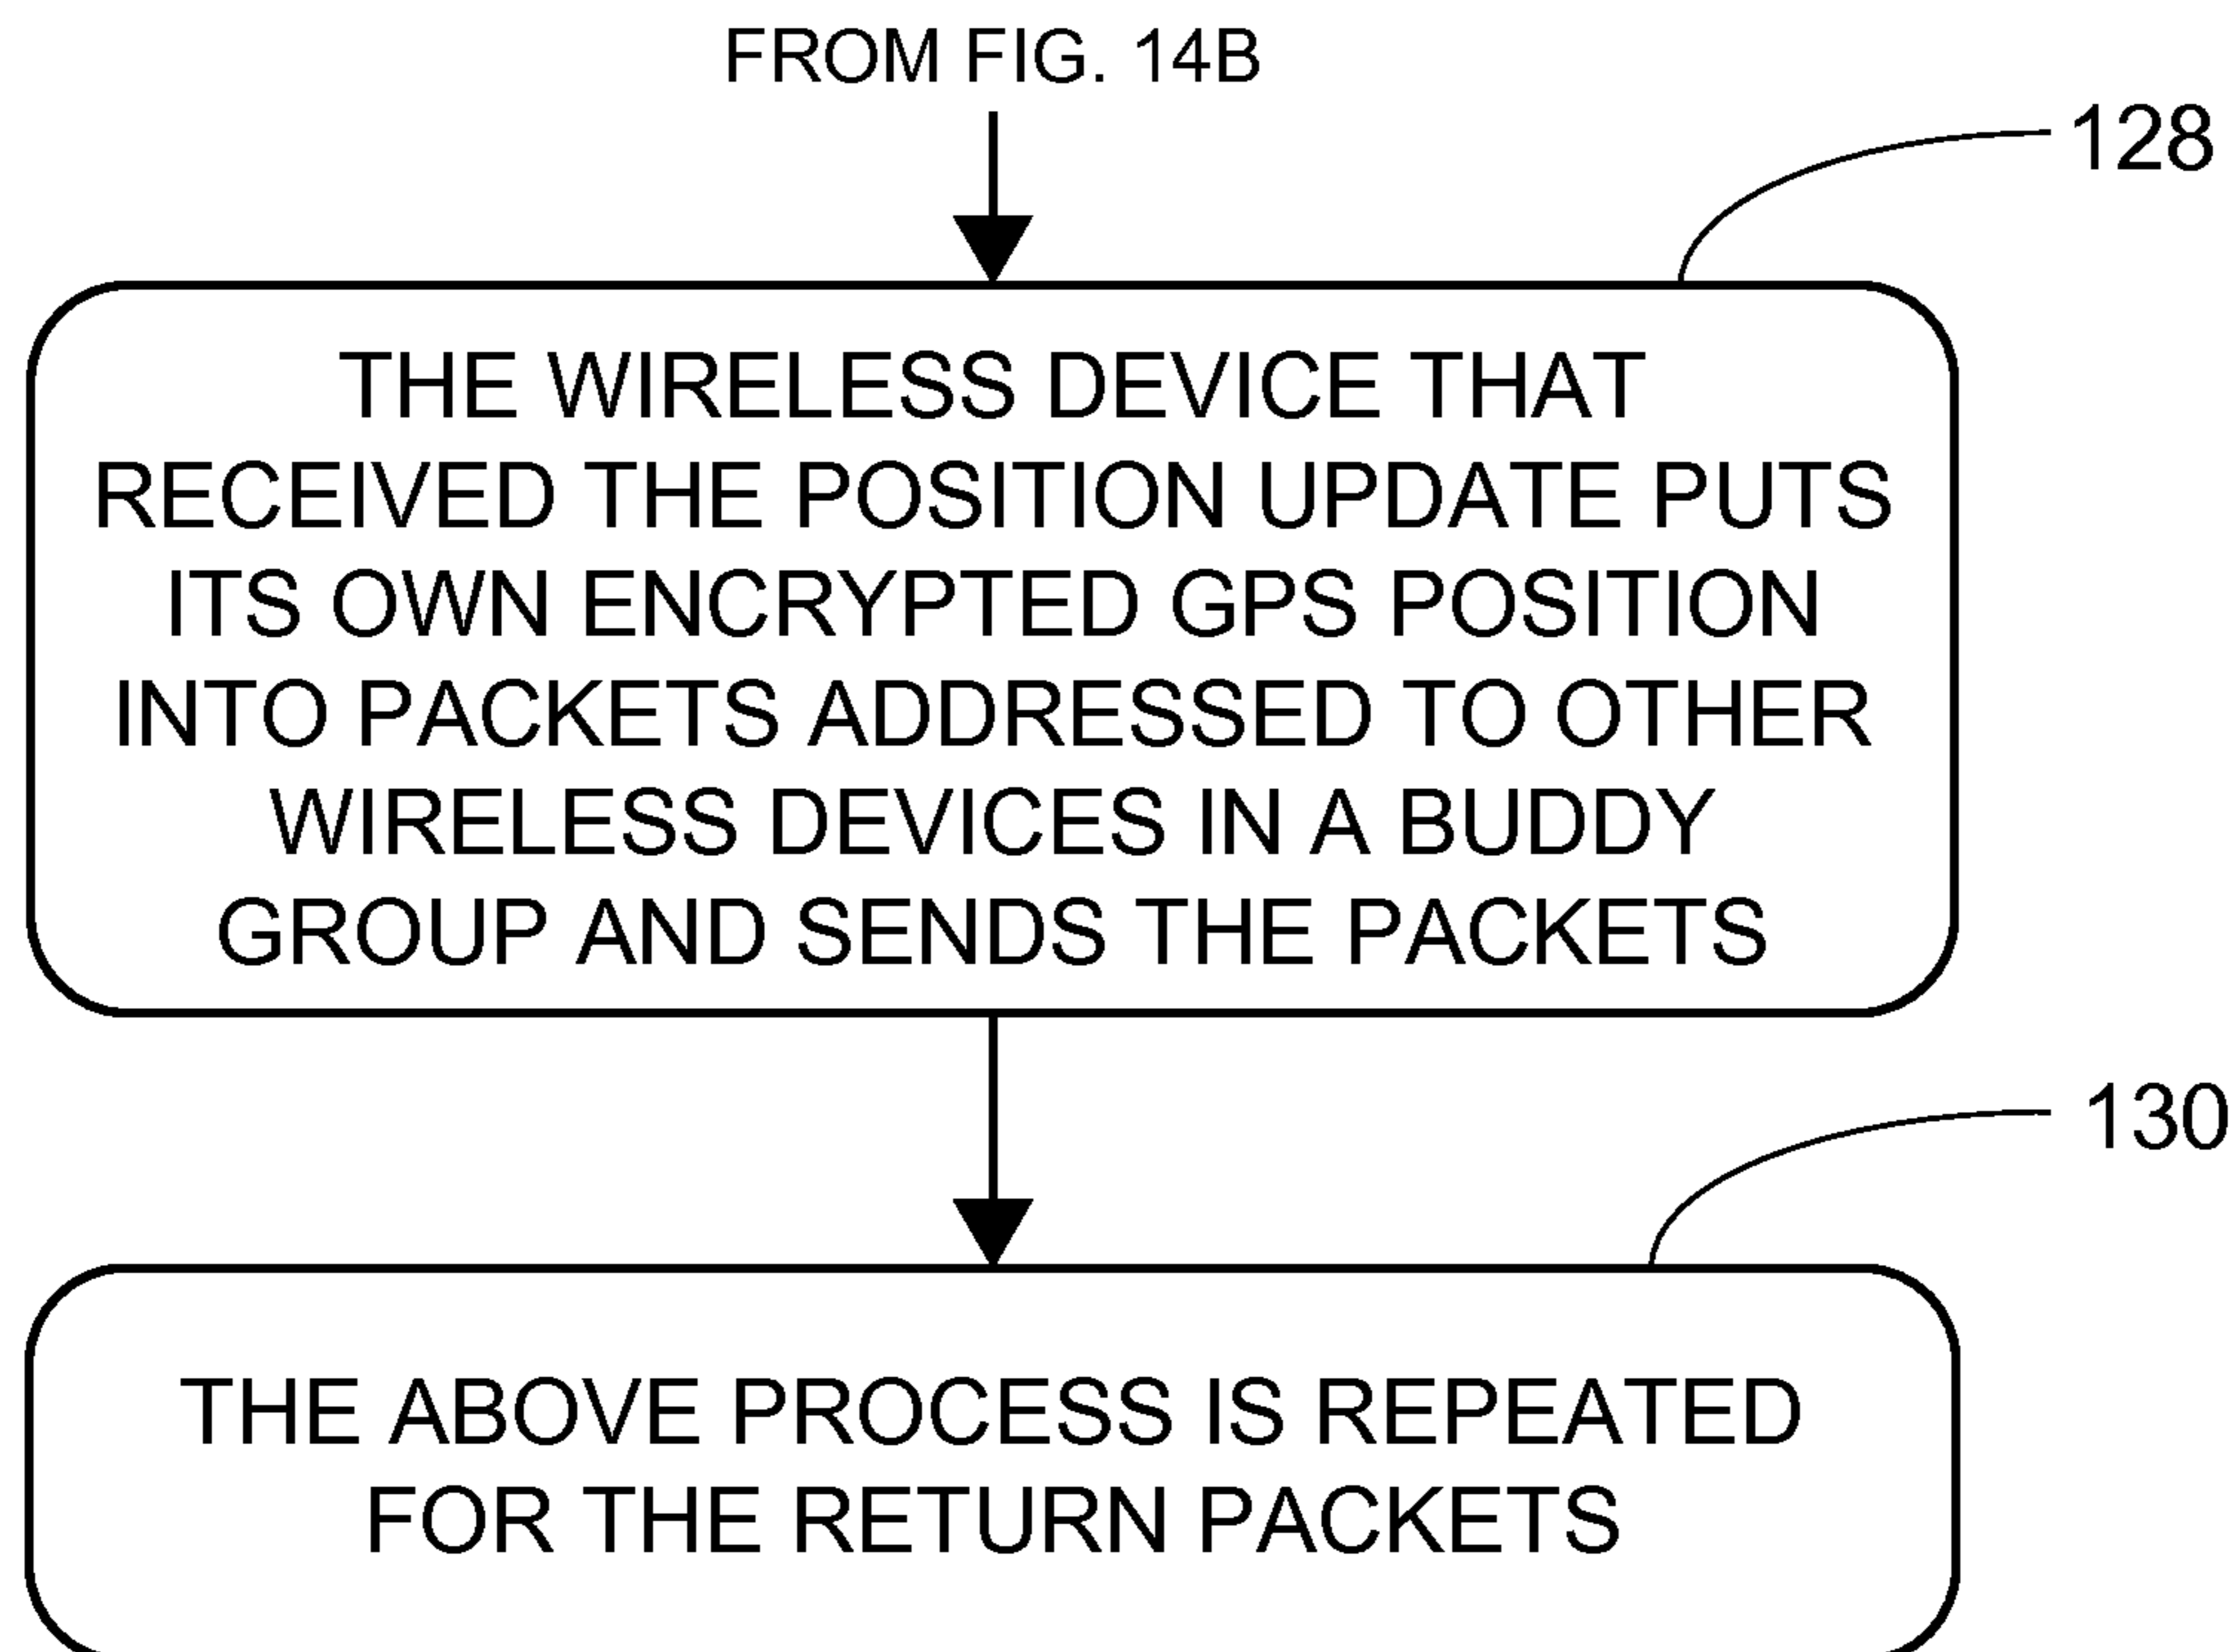 FROM FIG. 14B
128
THE WIRELESS DEVICE THAT
RECEIVED THE POSITION UPDATE PUTS
ITS OWN ENCRYPTED GPS POSITION
INTO PACKETS ADDRESSED TO OTHER
WIRELESS DEVICES IN A BUDDY
GROUP AND SENDS THE PACKETS
130
THE ABOVE PROCESS IS REPEATED
FOR THE RETURN PACKETS